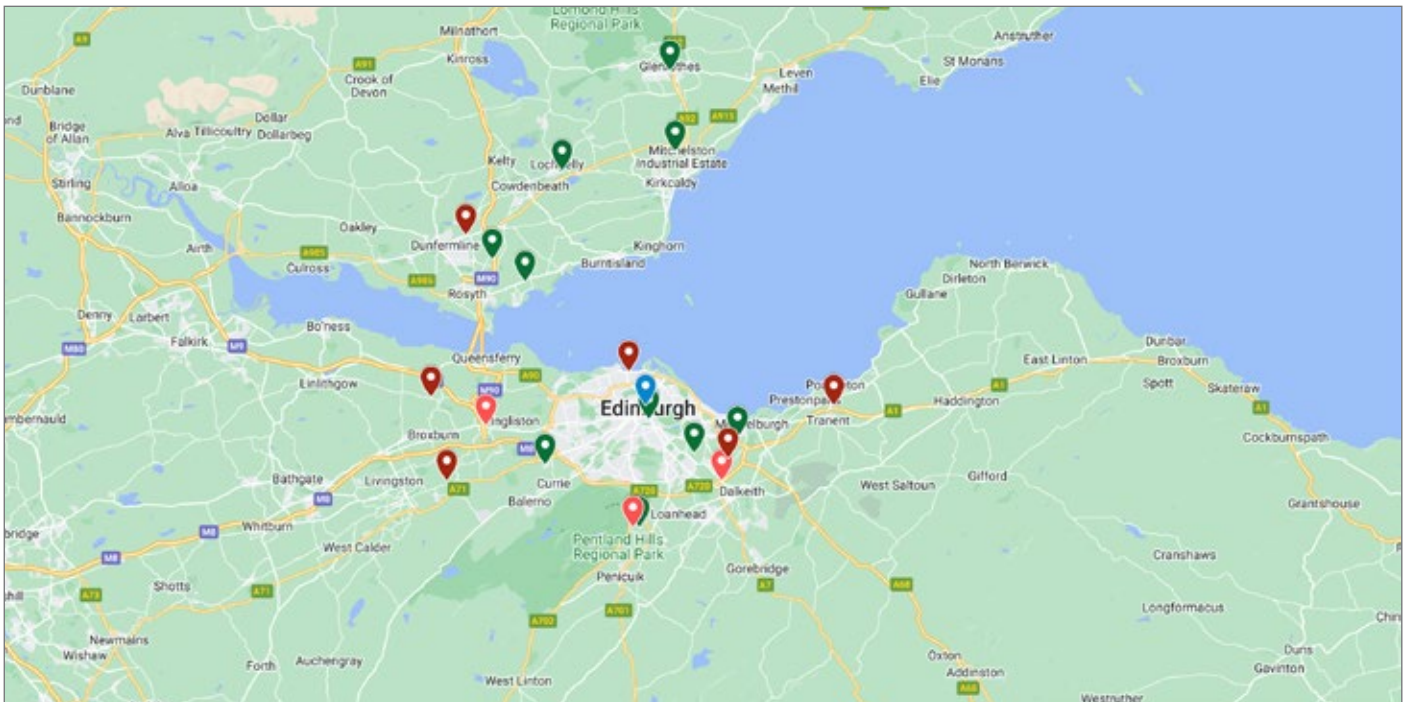 Lomond Hills
Regional Park
Milnathort
Anstruther
A9
Kinross
A91
St Monans
Crook of
Devon
Leven
Elie
Methil
Dunblane
Dollar
A92
A915
Bridge
of Allan
Alva
Tillicoultry
Dollarbeg
Mitchelston
Industrial Estate
Kelty
Stirling
Alloa
Cowdenbeath
Kirkcaldy
Bannockburn
Oakley
Dunfermline
Kinghorn
Airth
A985
Culross
Burntisland
North Berwick
A985
M90
Dirleton
Rosyth
Gullane
Denny
Larbert
Bo'ness
Falkirk
M80
M9
Queensferry
Dunbar
East Linton
Broxburn
A90
Linlithgow
M90
Spott
Skateraw
A1
Prestonpans
Haddington
Edinburgh
A1
A1
Tranent
Ingliston
Broxburn
Cockburnspath
Bathgate
Livingston
Gifford
Currie
A720
A720
Dalkeith
West Saltoun
A71
M8
Balerno
Grantshouse
Loanhead
M8
Whitburn
Pentland Hills
Regional Park
West Calder
M8
Cranshaws
Gorebridge
Penicuik
Shotts
A71
A73
A7
A68
A702
A701
Longformacus
Newmains
Wishaw
Forth
Auchengray
Oxton
Duns
Addinston
Gavinton
West Linton
A68
Westruther